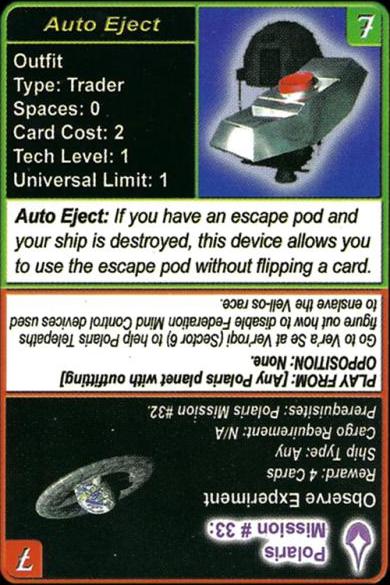 Auto Eject
7
Outfit
Type: Trader
Spaces: 0
Card Cost: 2
Tech Level: 1
Universal Limit: 1
Auto Eject: If you have an escape pod and
your ship is destroyed, this device allows you
to use the escape pod without flipping a card.
Polaris
Mission # 33:
7
Observe Experiment
Reward: 4 Cards
Ship Type: Any
Cargo Requirement: N/A
Prerequisites: Polaris Mission #32.
PLAY FROM: [Any Polaris planet with outfitting]
OPPOSITION: None.
Go to Ver'a Se at Ver'roqi (Sector 6) to help Polaris Telepaths
figure out how to disable Federation Mind Control devices used
to enslave the Vell-os race.